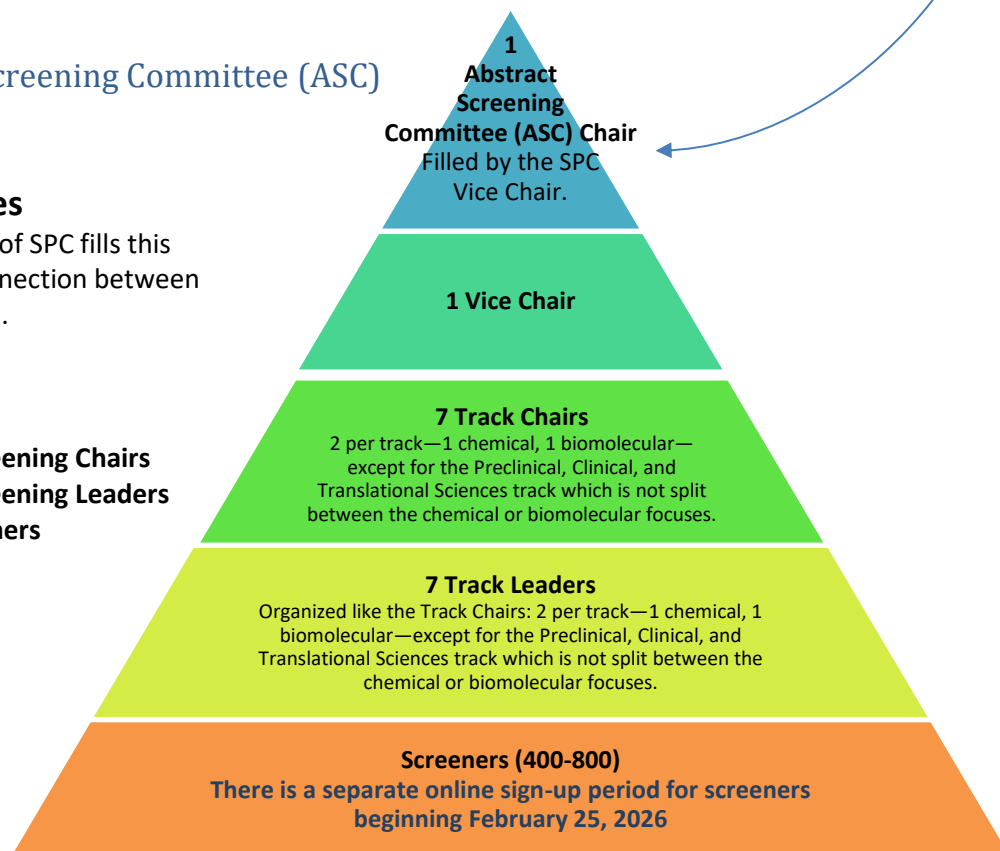 creening Committee (ASC)
es
of SPC fills this
nnection between
.
ening Chairs
ening Leaders
ners
1
Abstract
Screening
Committee (ASC) Chair
Filled by the SPC
Vice Chair.
1 Vice Chair
7 Track Chairs
2 per track—1 chemical, 1 biomolecular—
except for the Preclinical, Clinical, and
Translational Sciences track which is not split
between the chemical or biomolecular focuses.
7 Track Leaders
Organized like the Track Chairs: 2 per track—1 chemical, 1
biomolecular—except for the Preclinical, Clinical, and
Translational Sciences track which is not split between the
chemical or biomolecular focuses.
Screeners (400-800)
There is a separate online sign-up period for screeners
beginning February 25, 2026